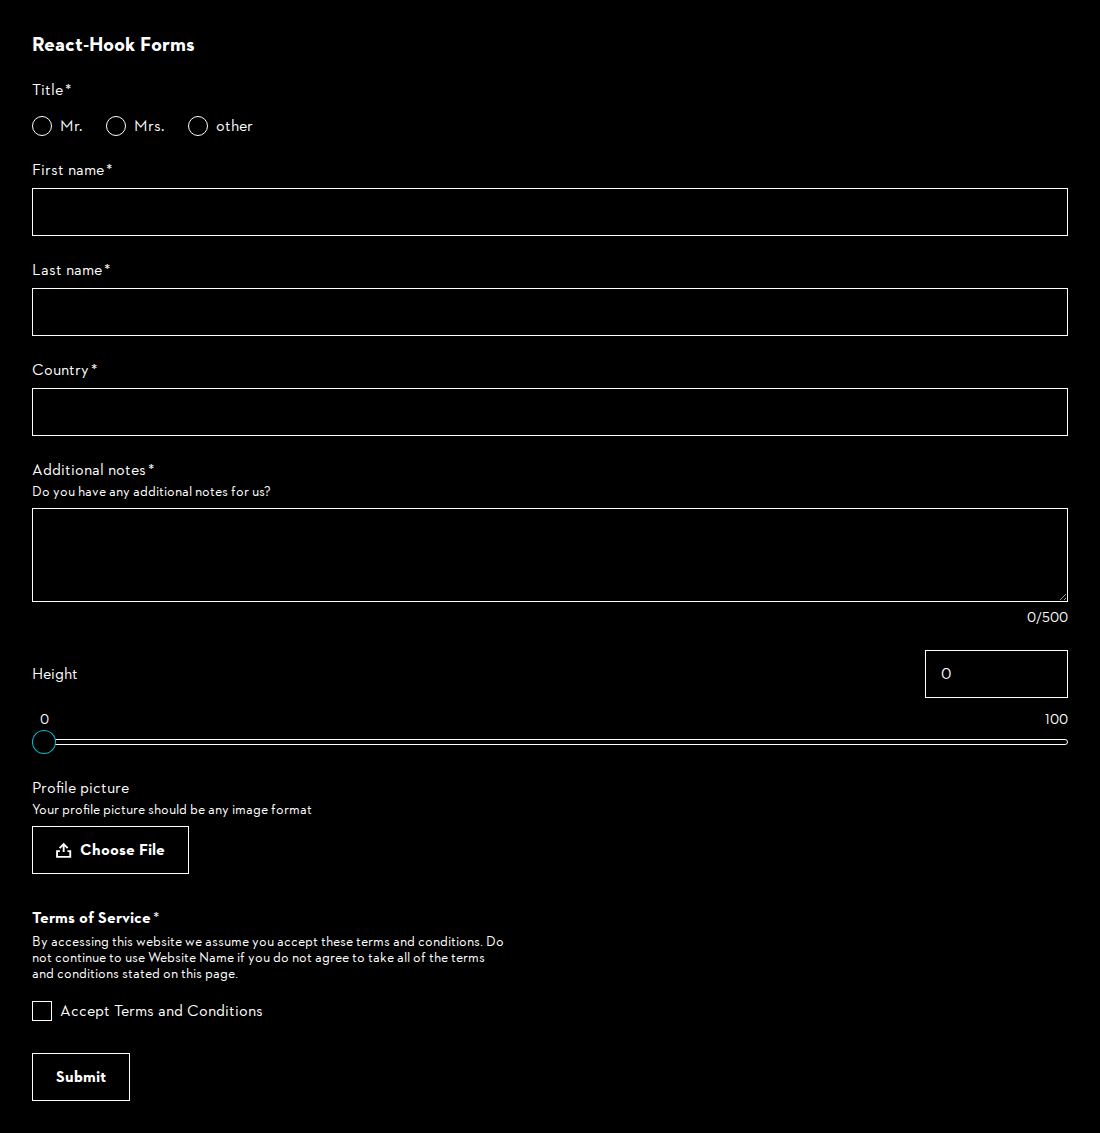 React-Hook Forms
Title*
Mr. Mrs. other
First name*
Last name*
Country*
Additional notes*
Do you have any additional notes for us?
0/500
Height 0
0 100
Profile picture
Your profile picture should be any image format
Choose File
Terms of Service*
By accessing this website we assume you accept these terms and conditions. Do
not continue to use Website Name if you do not agree to take all of the terms
and conditions stated on this page.
Accept Terms and Conditions
Submit